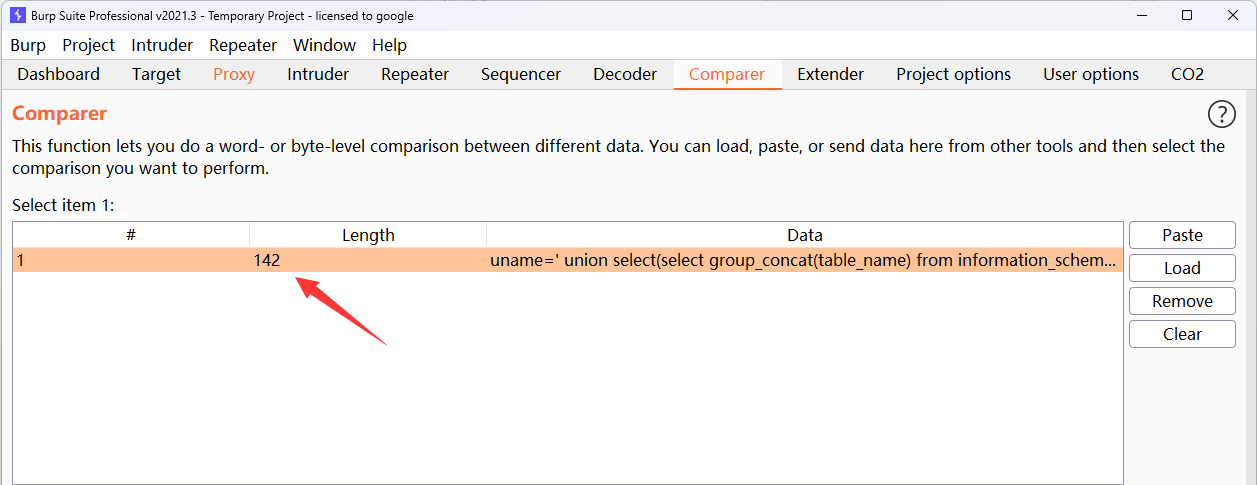 Burp Suite Professional v2021.3 - Temporary Project - licensed to google
Burp Project Intruder Repeater Window Help
Dashboard Target Proxy Intruder Repeater Sequencer Decoder Comparer Extender Project options User options CO2
Comparer
?
This function lets you do a word- or byte-level comparison between different data. You can load, paste, or send data here from other tools and then select the
comparison you want to perform.
Select item 1:
# Length Data
Paste
1 142 uname=' union select(select group_concat(table_name) from information_schem...
Load
Remove
Clear